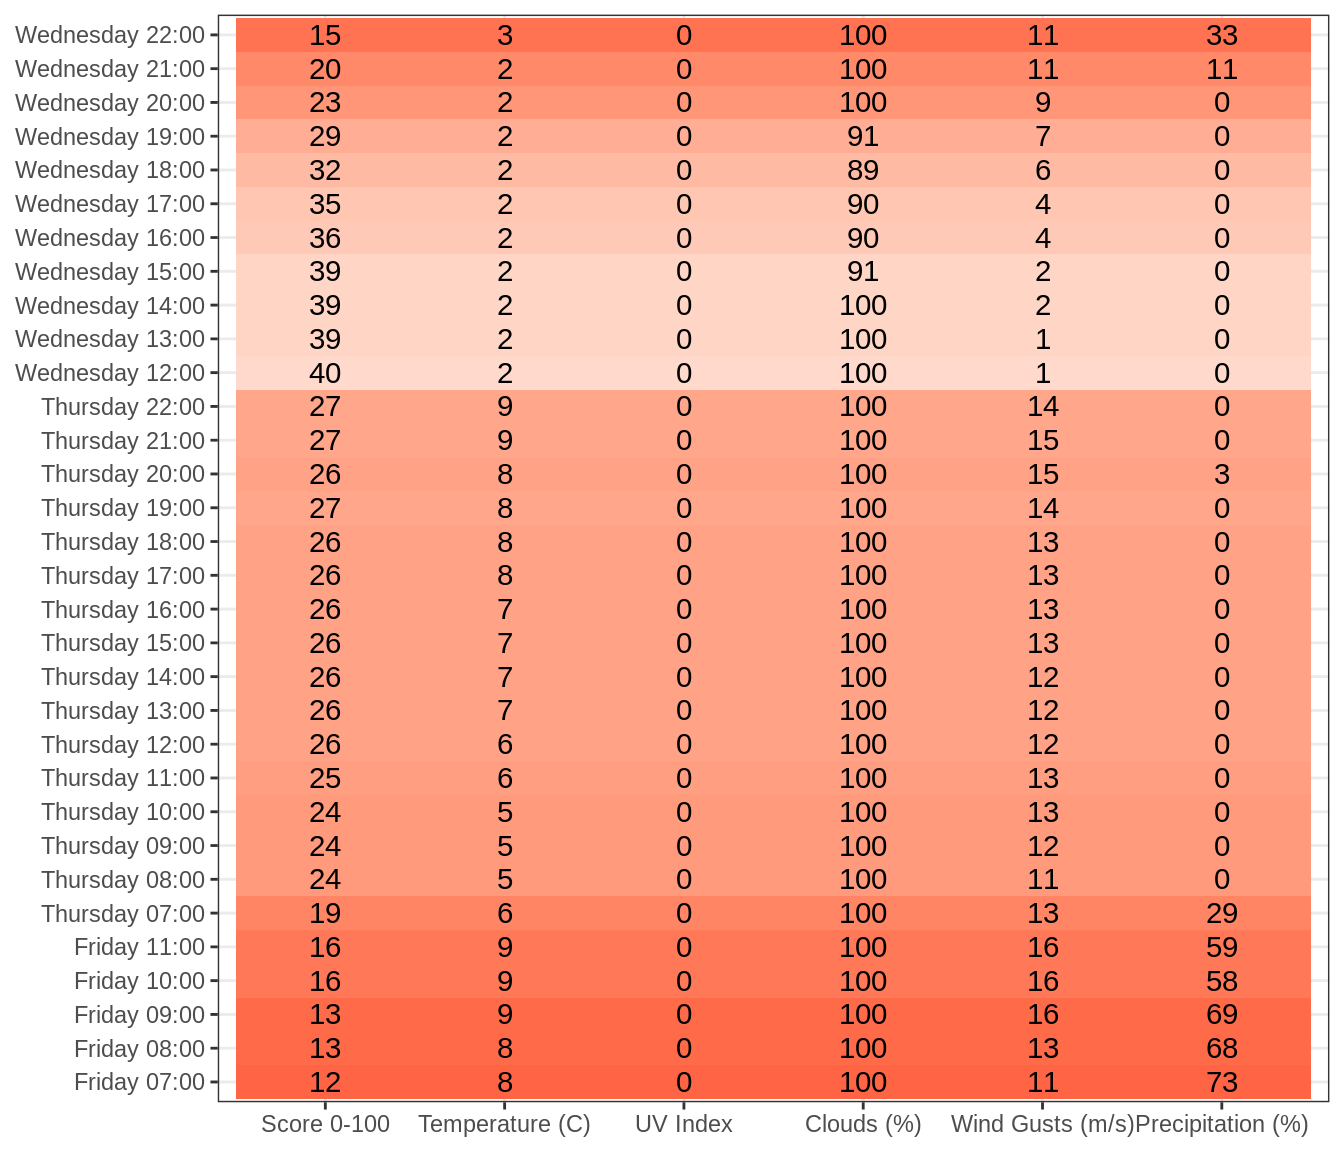 Wednesday 22:00 15 3 0 100 11 33
Wednesday 21:00 20 2 0 100 11 11
Wednesday 20:00 23 2 0 100 9 0
Wednesday 19:00 29 2 0 91 7 0
Wednesday 18:00 32 2 0 89 6 0
Wednesday 17:00 35 2 0 90 4 0
Wednesday 16:00 36 2 0 90 4 0
Wednesday 15:00 39 2 0 91 2 0
Wednesday 14:00 39 2 0 100 2 0
Wednesday 13:00 39 2 0 100 1 0
Wednesday 12:00 40 2 0 100 1 0
Thursday 22:00 27 9 0 100 14 0
Thursday 21:00 27 9 0 100 15 0
Thursday 20:00 26 8 0 100 15 3
Thursday 19:00 27 8 0 100 14 0
Thursday 18:00 26 8 0 100 13 0
Thursday 17:00 26 8 0 100 13 0
Thursday 16:00 26 7 0 100 13 0
Thursday 15:00 26 7 0 100 13 0
Thursday 14:00 26 7 0 100 12 0
Thursday 13:00 26 7 0 100 12 0
Thursday 12:00 26 6 0 100 12 0
Thursday 11:00 25 6 0 100 13 0
Thursday 10:00 24 5 0 100 13 0
Thursday 09:00 24 5 0 100 12 0
Thursday 08:00 24 5 0 100 11 0
Thursday 07:00 19 6 0 100 13 29
Friday 11:00 16 9 0 100 16 59
Friday 10:00 16 9 0 100 16 58
Friday 09:00 13 9 0 100 16 69
Friday 08:00 13 8 0 100 13 68
Friday 07:00 12 8 0 100 11 73
Score 0-100 Temperature (C) UV Index Clouds (%) Wind Gusts (m/s) Precipitation (%)